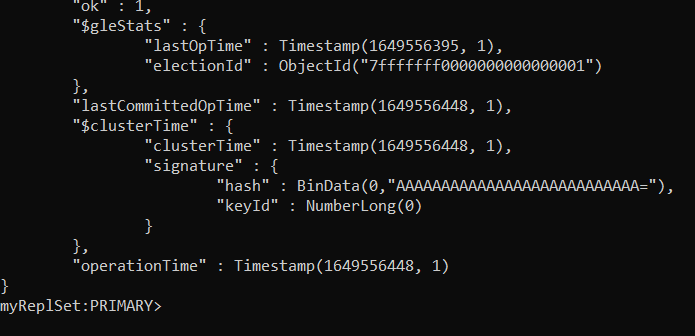 "ok" : 1,
"$gleStats" : {
"lastOpTime" : Timestamp(1649556395, 1),
"electionId" : ObjectId("7fffffff0000000000000001")
},
"lastCommittedOpTime" : Timestamp(1649556448, 1),
"$clusterTime" : {
"clusterTime" : Timestamp(1649556448, 1),
"signature" : {
"hash" : BinData(0,"AAAAAAAAAAAAAAAAAAAAAAAAAAA="),
"keyId" : NumberLong(0)
}
},
"operationTime" : Timestamp(1649556448, 1)
}
myReplSet:PRIMARY>